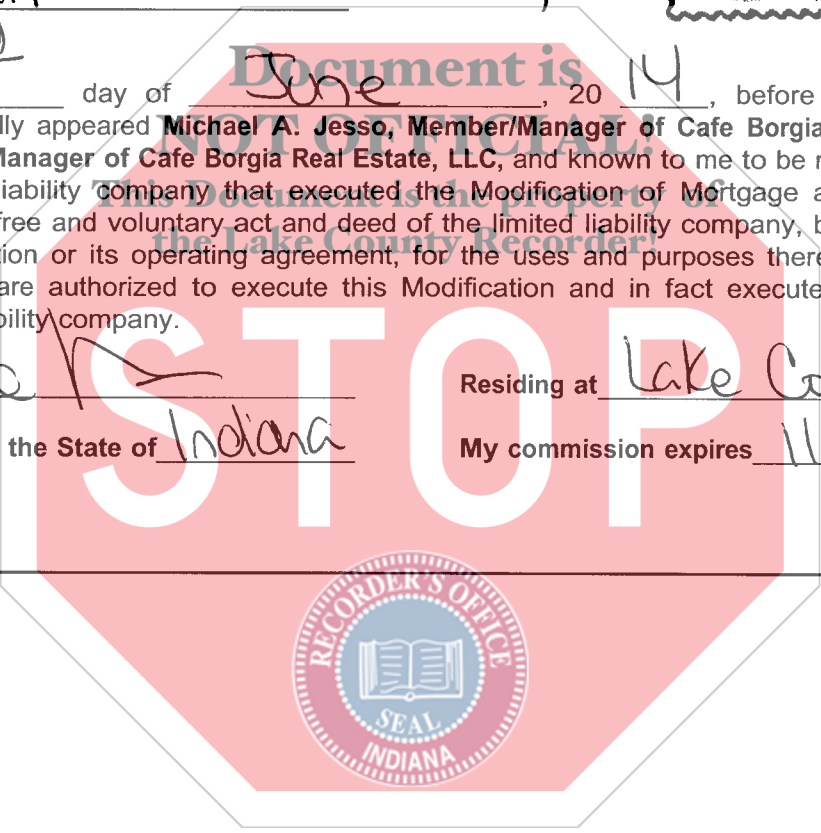 Document is
day of June, 20 14, before
NOT OFFICIAL!
lly appeared Michael A. Jesso, Member/Manager of Cafe Borgia
Manager of Cafe Borgia Real Estate, LLC, and known to me to be
This Document is the property of
iability company that executed the Modification of Mortgage a
free and voluntary act and deed of the limited liability company, b
the Lake County Recorder!
tion or its operating agreement, for the uses and purposes there
are authorized to execute this Modification and in fact execute
bility company.
STOP
Residing at Lake Co
the State of Indiana My commission expires 11
RECORDER'S OFFICE
SEAL
INDIANA